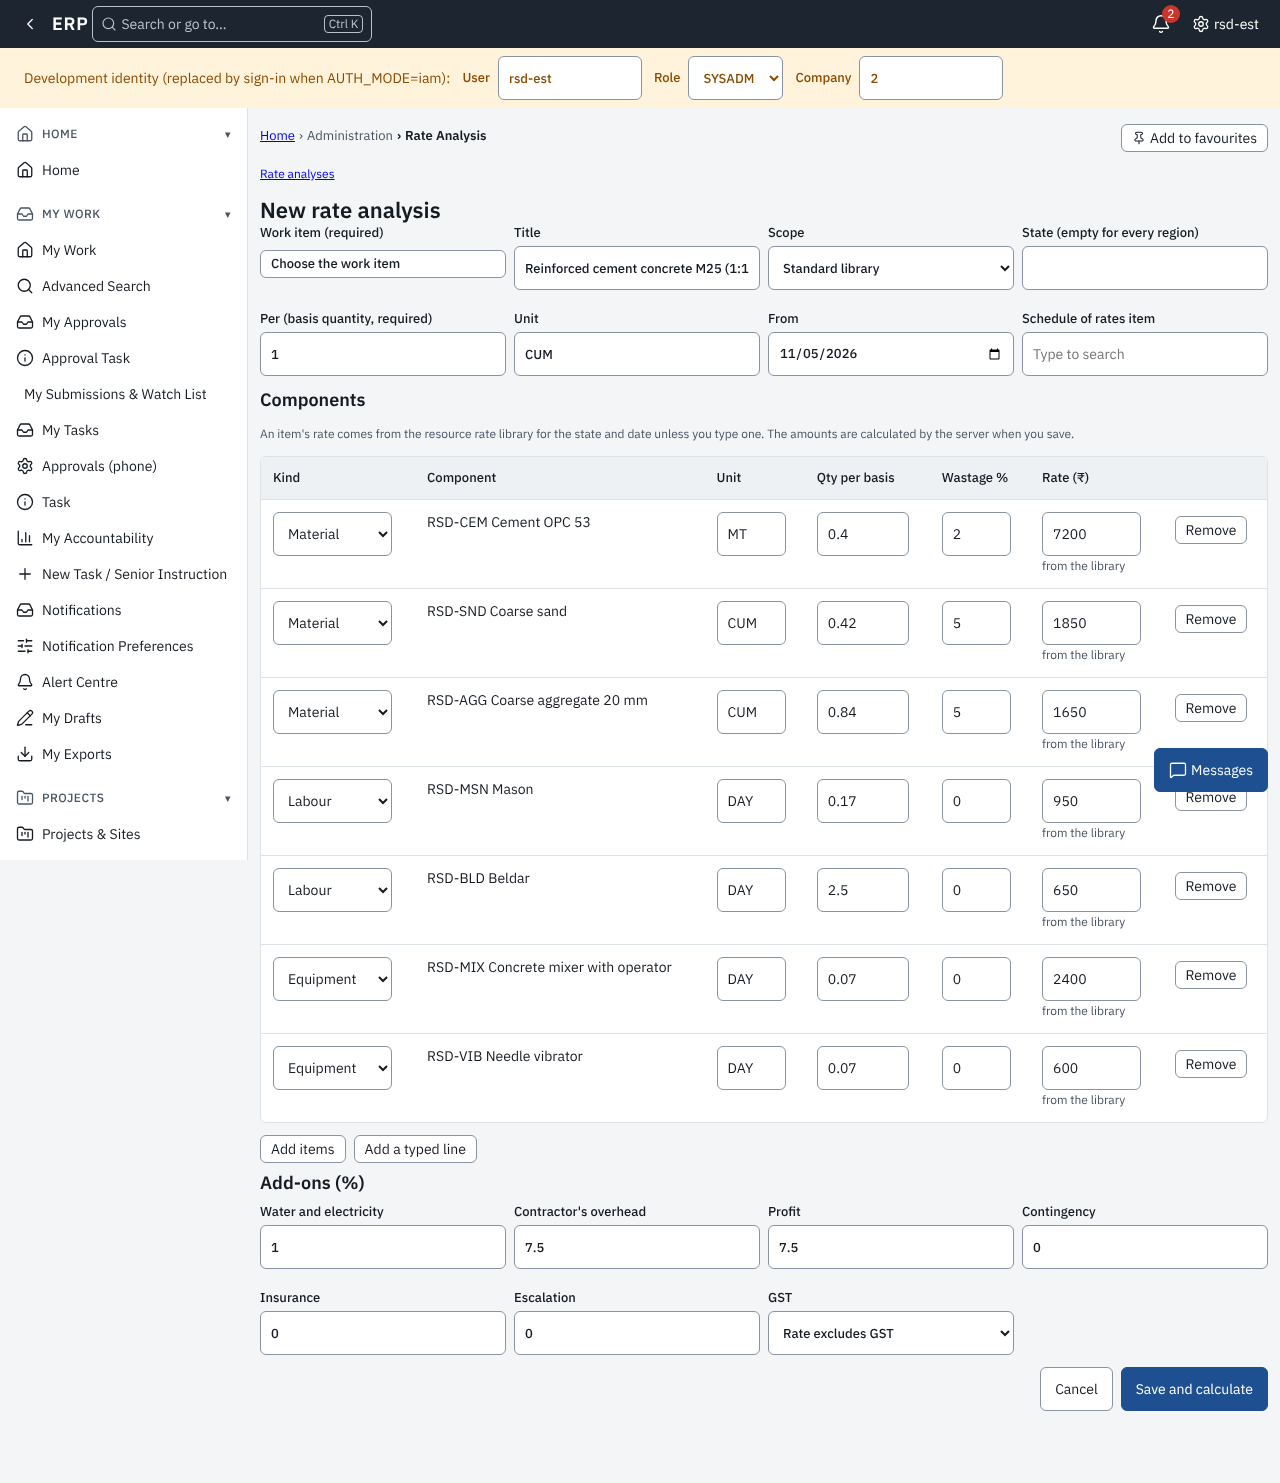 ERP
Search or go to...
Ctrl K
2
rsd-est
Development identity (replaced by sign-in when AUTH_MODE=iam):
User
rsd-est
Role
SYSADM
Company
2
HOME
Home
MY WORK
My Work
Advanced Search
My Approvals
Approval Task
My Submissions & Watch List
My Tasks
Approvals (phone)
Task
My Accountability
New Task / Senior Instruction
Notifications
Notification Preferences
Alert Centre
My Drafts
My Exports
PROJECTS
Projects & Sites
Home › Administration › Rate Analysis
Add to favourites
Rate analyses
New rate analysis
Work item (required)
Choose the work item
Title
Reinforced cement concrete M25 (1:1
Scope
Standard library
State (empty for every region)
Per (basis quantity, required)
1
Unit
CUM
From
11/05/2026
Schedule of rates item
Type to search
Components
An item's rate comes from the resource rate library for the state and date unless you type one. The amounts are calculated by the server when you save.
Kind Component Unit Qty per basis Wastage % Rate (₹)
Material RSD-CEM Cement OPC 53 MT 0.4 2 7200 Remove
from the library
Material RSD-SND Coarse sand CUM 0.42 5 1850 Remove
from the library
Material RSD-AGG Coarse aggregate 20 mm CUM 0.84 5 1650 Remove
from the library
Messages
Labour RSD-MSN Mason DAY 0.17 0 950 Remove
from the library
Labour RSD-BLD Beldar DAY 2.5 0 650 Remove
from the library
Equipment RSD-MIX Concrete mixer with operator DAY 0.07 0 2400 Remove
from the library
Equipment RSD-VIB Needle vibrator DAY 0.07 0 600 Remove
from the library
Add items
Add a typed line
Add-ons (%)
Water and electricity
1
Contractor's overhead
7.5
Profit
7.5
Contingency
0
Insurance
0
Escalation
0
GST
Rate excludes GST
Cancel
Save and calculate